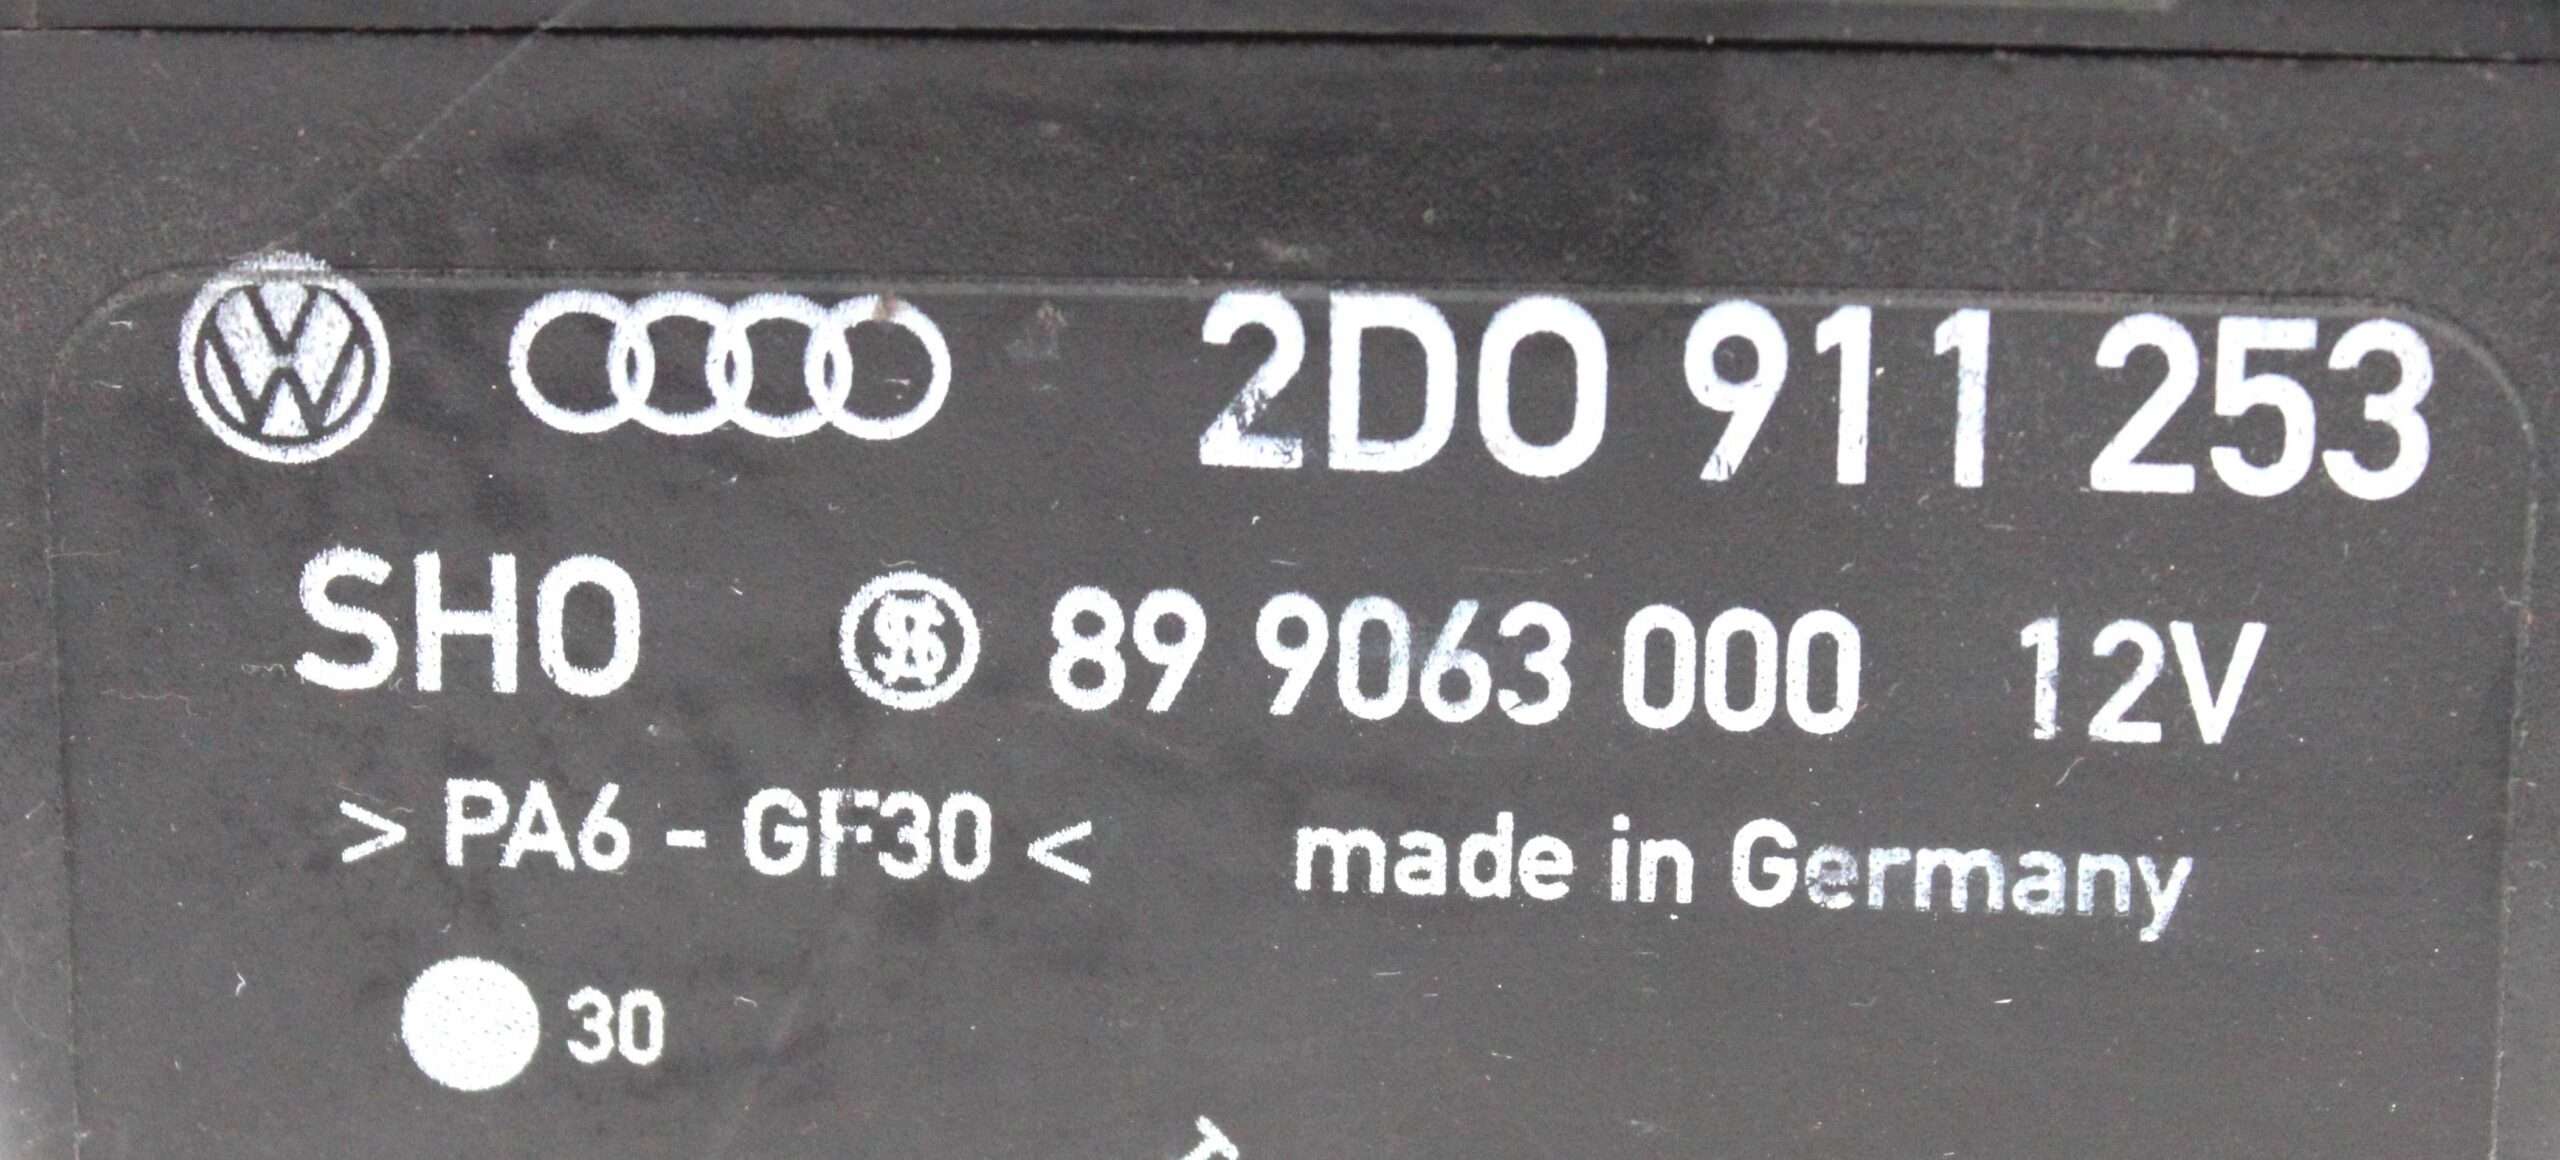 2D0 911 253
SHO 89 9063 000 12V
> PA6 - GF30 < made in Germany
30